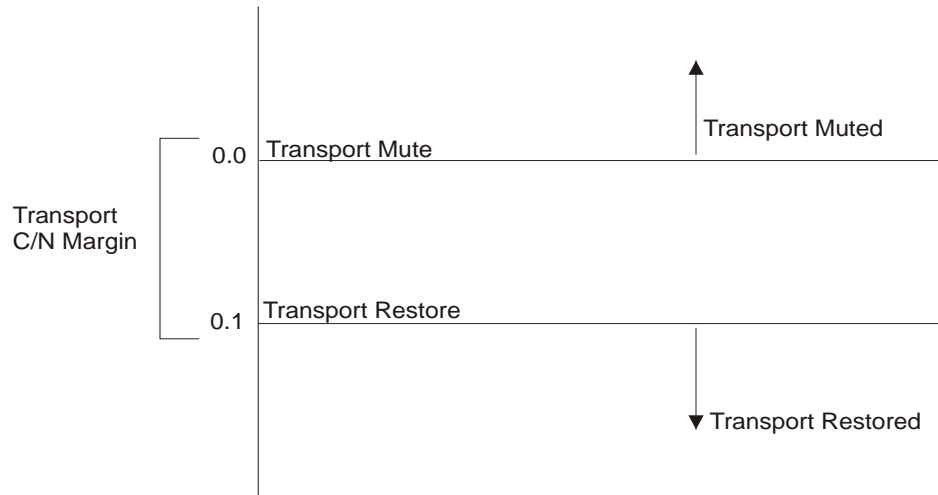 Transport Muted
0.0 Transport Mute
Transport
C/N Margin
0.1 Transport Restore
Transport Restored